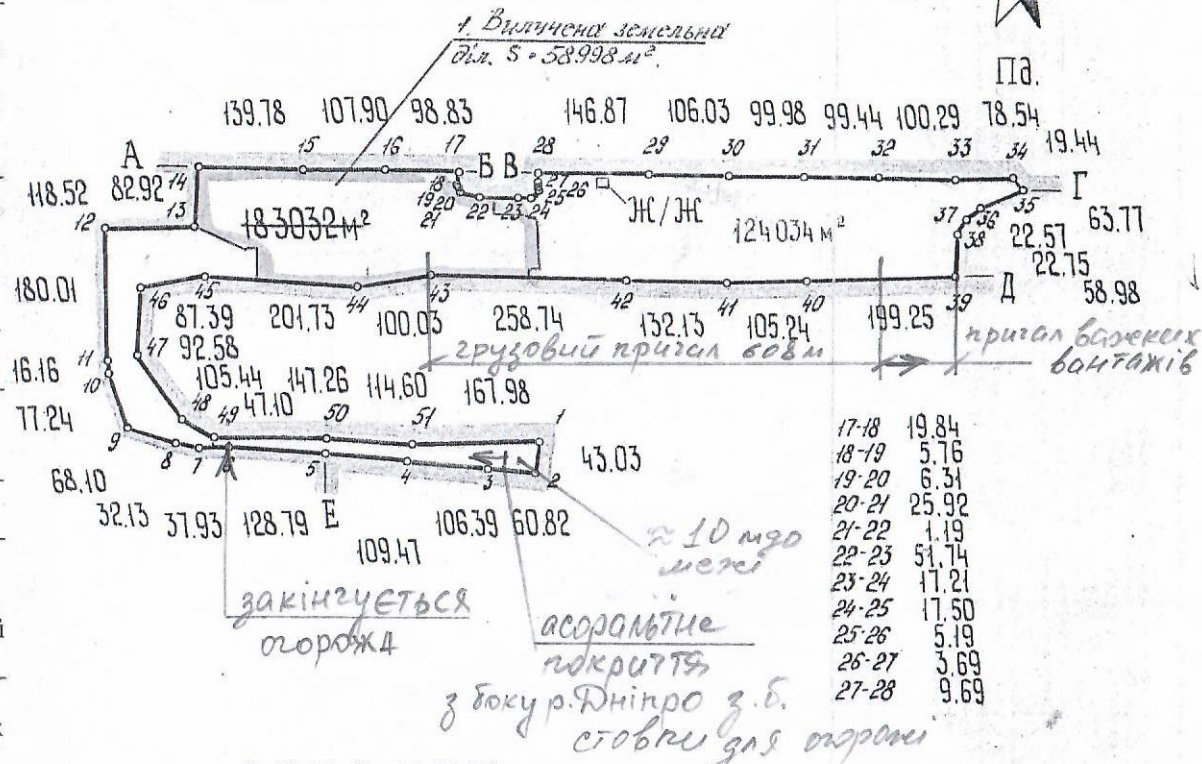 1. Вилучена земельна
діл. S = 58998 м².
Пд.
139.78 107.90 98.83 146.87 106.03 99.98 99.44 100.29 78.54
19.44
А 14 15 16 17 Б В 28 29 30 31 32 33 34
118.52 82.92
12 13
18 19 20 21 22 23 24 25 26 27
Ж/Ж
35 Г
36 37 38
183032 м²
124034 м²
63.77
22.57
22.75
58.98
180.01
46 45 44 43 42 41 40 39 Д
87.39 201.73 100.03 258.74 132.13 105.24 199.25
грузовий причал 608 м
причал важких
вантажів
11
10
16.16
47 92.58
105.44 147.26 114.60 167.98
77.24
48 49 47.10 50 51 1
9 8 7 6 5 4 3 2
43.03
68.10
32.13
37.93 128.79 Е 106.39 60.82
109.47
≈ 10 м до
межі
закінчується
огорожа
асфальтне
покриття
з боку р. Дніпро з.б.
стовпи для огорожі
17-18 19.84
18-19 5.76
19-20 6.31
20-21 25.92
21-22 1.19
22-23 51.74
23-24 17.21
24-25 17.50
25-26 5.19
26-27 3.69
27-28 9.69